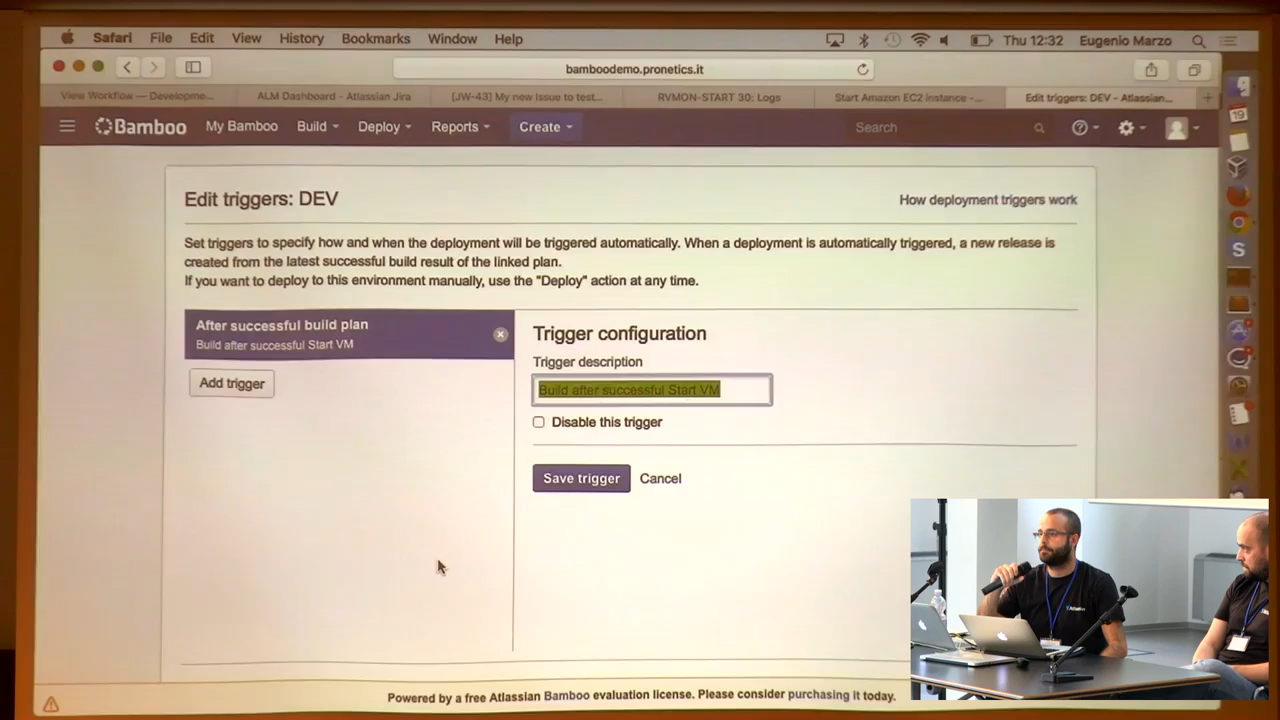 Safari File Edit View History Bookmarks Window Help Thu 12:32 Eugenio Marzo
bamboodemo.pronetics.it
View Workflow — Developme... ALM Dashboard - Atlassian Jira [JW-43] My new Issue to test... RVMON-START 30: Logs Start Amazon EC2 Instance -... Edit triggers: DEV - Atlassian...
Bamboo My Bamboo Build Deploy Reports Create Search
Edit triggers: DEV
How deployment triggers work
Set triggers to specify how and when the deployment will be triggered automatically. When a deployment is automatically triggered, a new release is
created from the latest successful build result of the linked plan.
If you want to deploy to this environment manually, use the "Deploy" action at any time.
After successful build plan
Build after successful Start VM
Add trigger
Trigger configuration
Trigger description
Build after successful Start VM
Disable this trigger
Save trigger Cancel
Powered by a free Atlassian Bamboo evaluation license. Please consider purchasing it today.
19
S